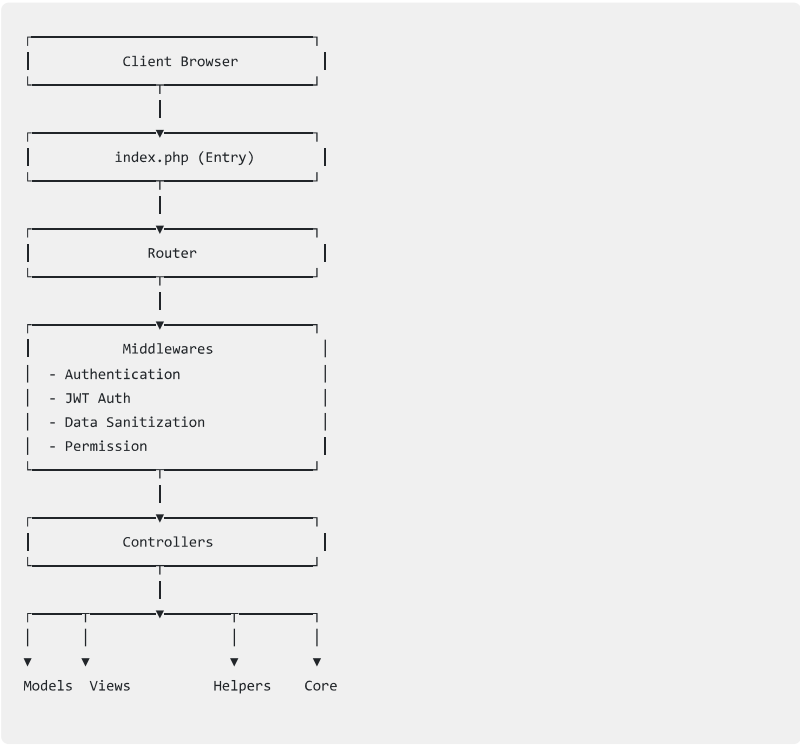 Client Browser
index.php (Entry)
Router
Middlewares
- Authentication
- JWT Auth
- Data Sanitization
- Permission
Controllers
Models Views Helpers Core